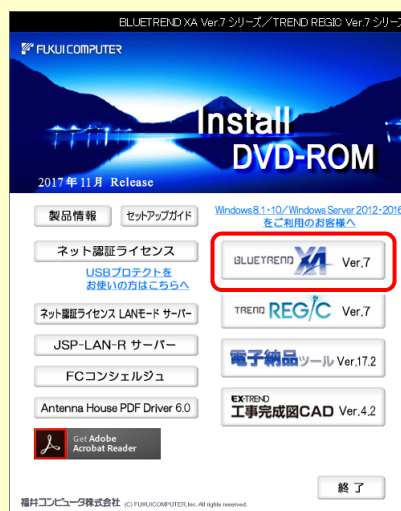 BLUETREND XA Ver.7 シリーズ/TREND REGIC Ver.7 シリーズ
FUKUI COMPUTER
Install
DVD-ROM
2017年11月 Release
製品情報
セットアップガイド
Windows8.1・10/Windows Server 2012・2016
をご利用のお客様へ
ネット認証ライセンス
USBプロテクトを
お使いの方はこちらへ
BLUETREND XA Ver.7
ネット認証ライセンス LANモード サーバー
TREND REGIC Ver.7
JSP-LAN-R サーバー
電子納品ツール Ver.17.2
FCコンシェルジュ
EX-TREND
工事完成図CAD Ver.4.2
Antenna House PDF Driver 6.0
Get Adobe
Acrobat Reader
終了
福井コンピュータ株式会社 (C) FUKUICOMPUTER,Inc. All rights reserved.